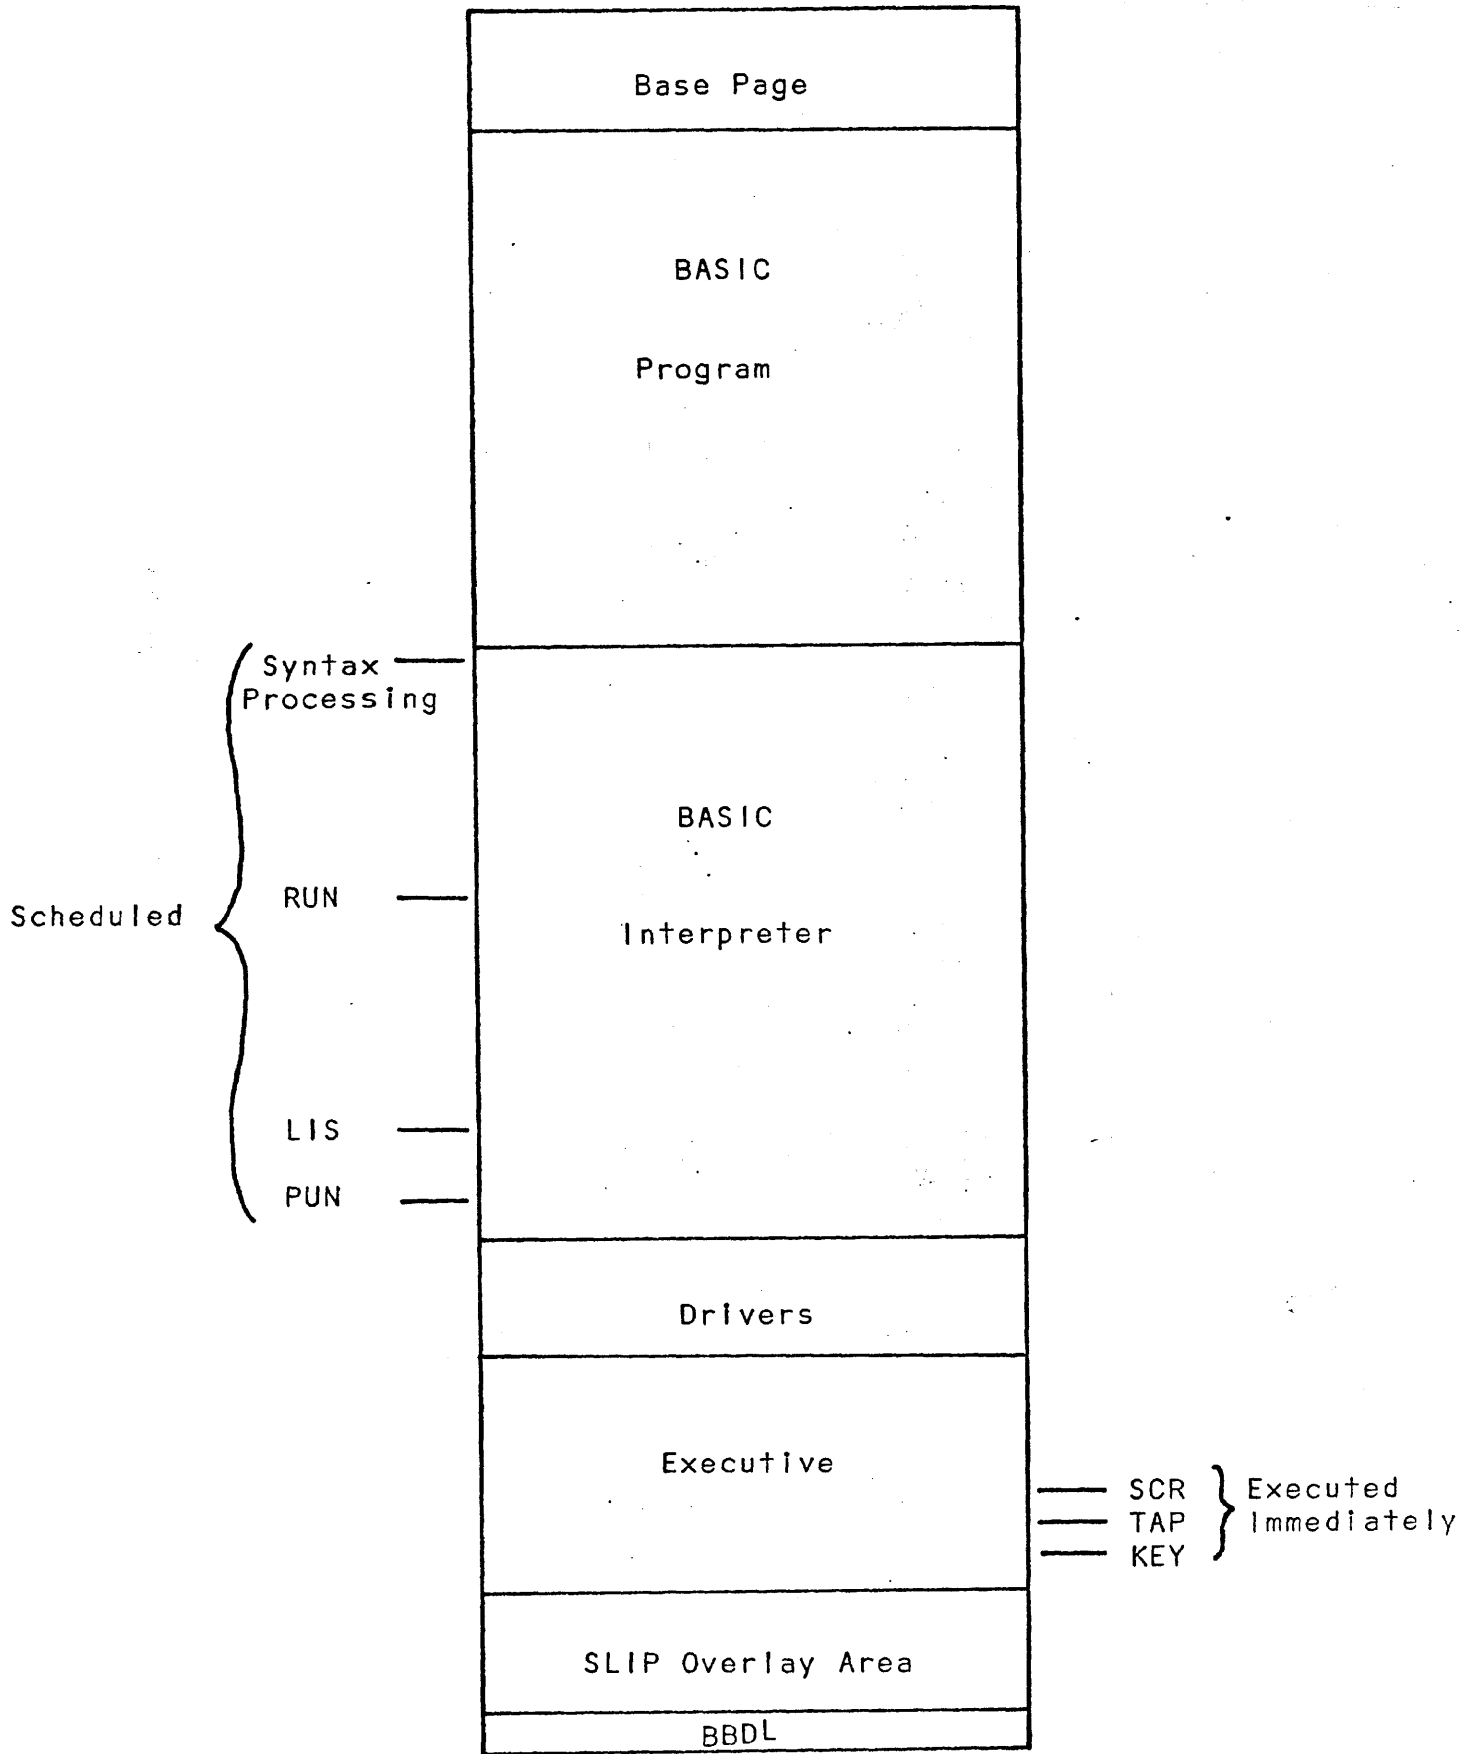 Base Page
BASIC
Program
Syntax
Processing
BASIC
RUN
Scheduled
Interpreter
LIS
PUN
Drivers
Executive
SCR
TAP
KEY
Executed
Immediately
SLIP Overlay Area
BBDL